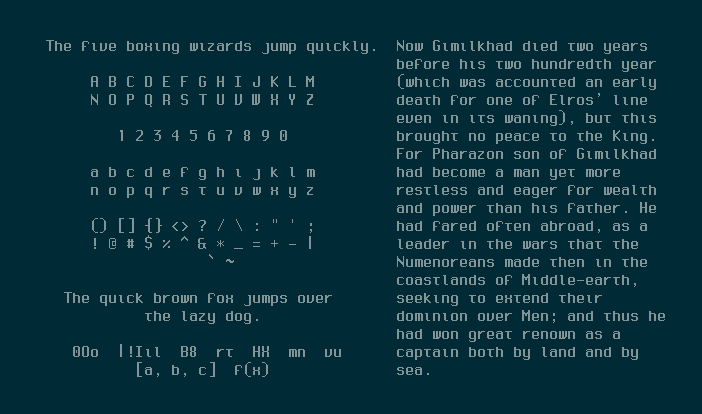 The five boxing wizards jump quickly.
A B C D E F G H I J K L M
N O P Q R S T U V W X Y Z
1 2 3 4 5 6 7 8 9 0
a b c d e f g h i j k l m
n o p q r s t u v w x y z
() [] {} <> ? / \ : " ' ;
! @ # $ % ^ & * _ = + - |
` ~
The quick brown fox jumps over
the lazy dog.
0Oo |!Iil B8 rt HX mn vu
[a, b, c] f(x)
Now Gimilkhad died two years
before his two hundredth year
(which was accounted an early
death for one of Elros' line
even in its waning), but this
brought no peace to the King.
For Pharazon son of Gimilkhad
had become a man yet more
restless and eager for wealth
and power than his father. He
had fared often abroad, as a
leader in the wars that the
Numenoreans made then in the
coastlands of Middle-earth,
seeking to extend their
dominion over Men; and thus he
had won great renown as a
captain both by land and by
sea.